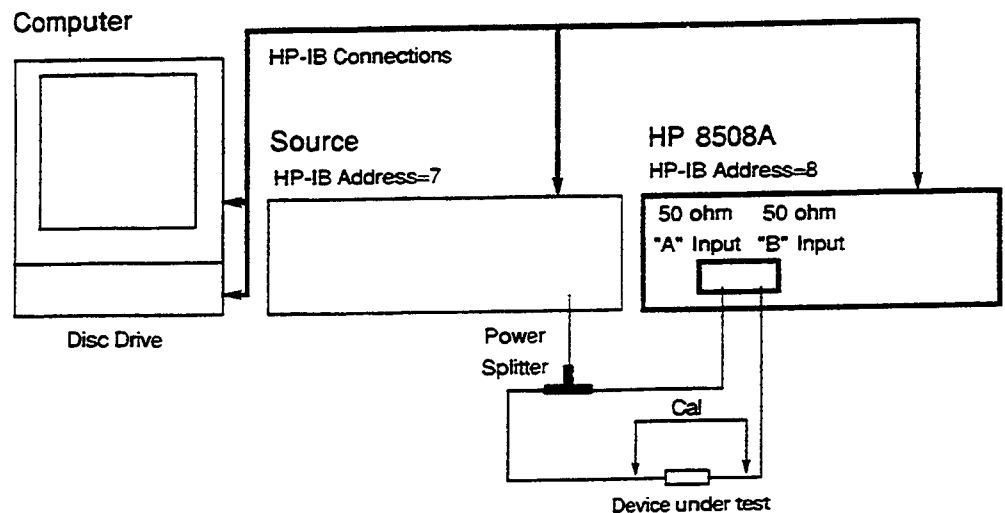 Computer
HP-IB Connections
Source
HP-IB Address=7
HP 8508A
HP-IB Address=8
50 ohm 50 ohm
"A" Input "B" Input
Disc Drive
Power
Splitter
Cal
Device under test